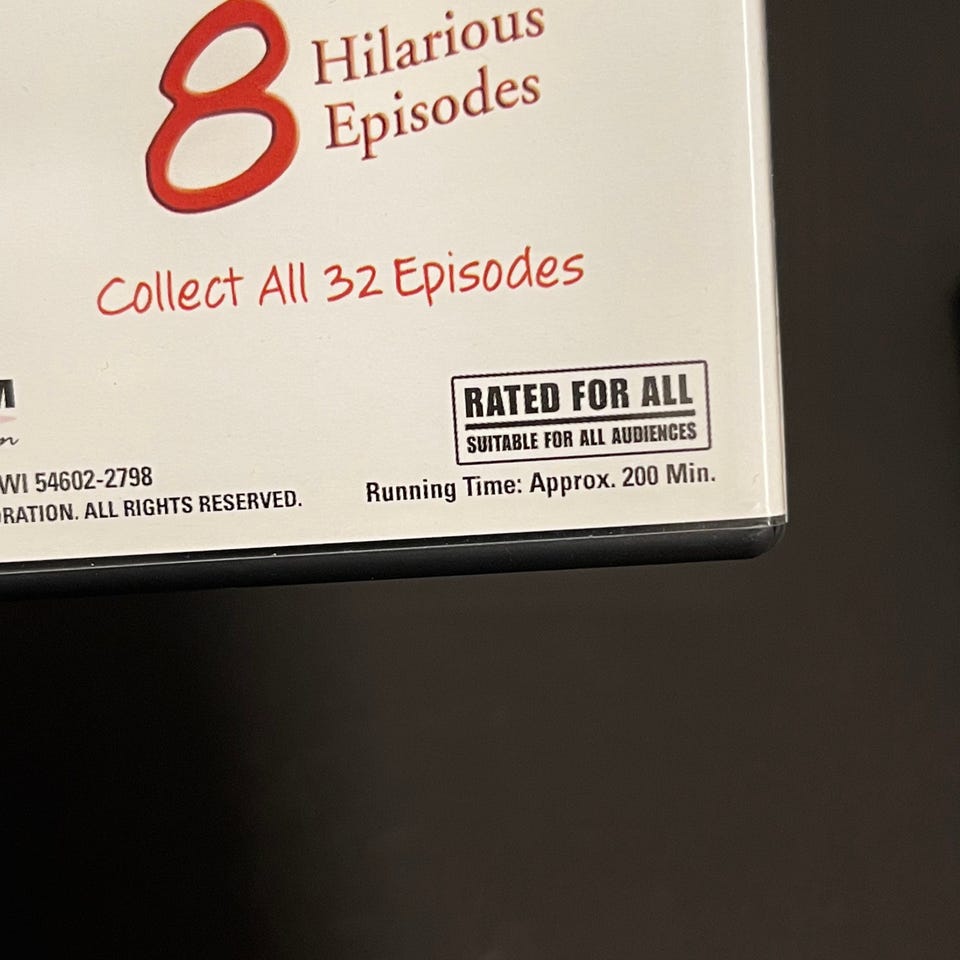 8 Hilarious
Episodes
Collect All 32 Episodes
RATED FOR ALL
SUITABLE FOR ALL AUDIENCES
WI 54602-2798
ALL RIGHTS RESERVED.
Running Time: Approx. 200 Min.